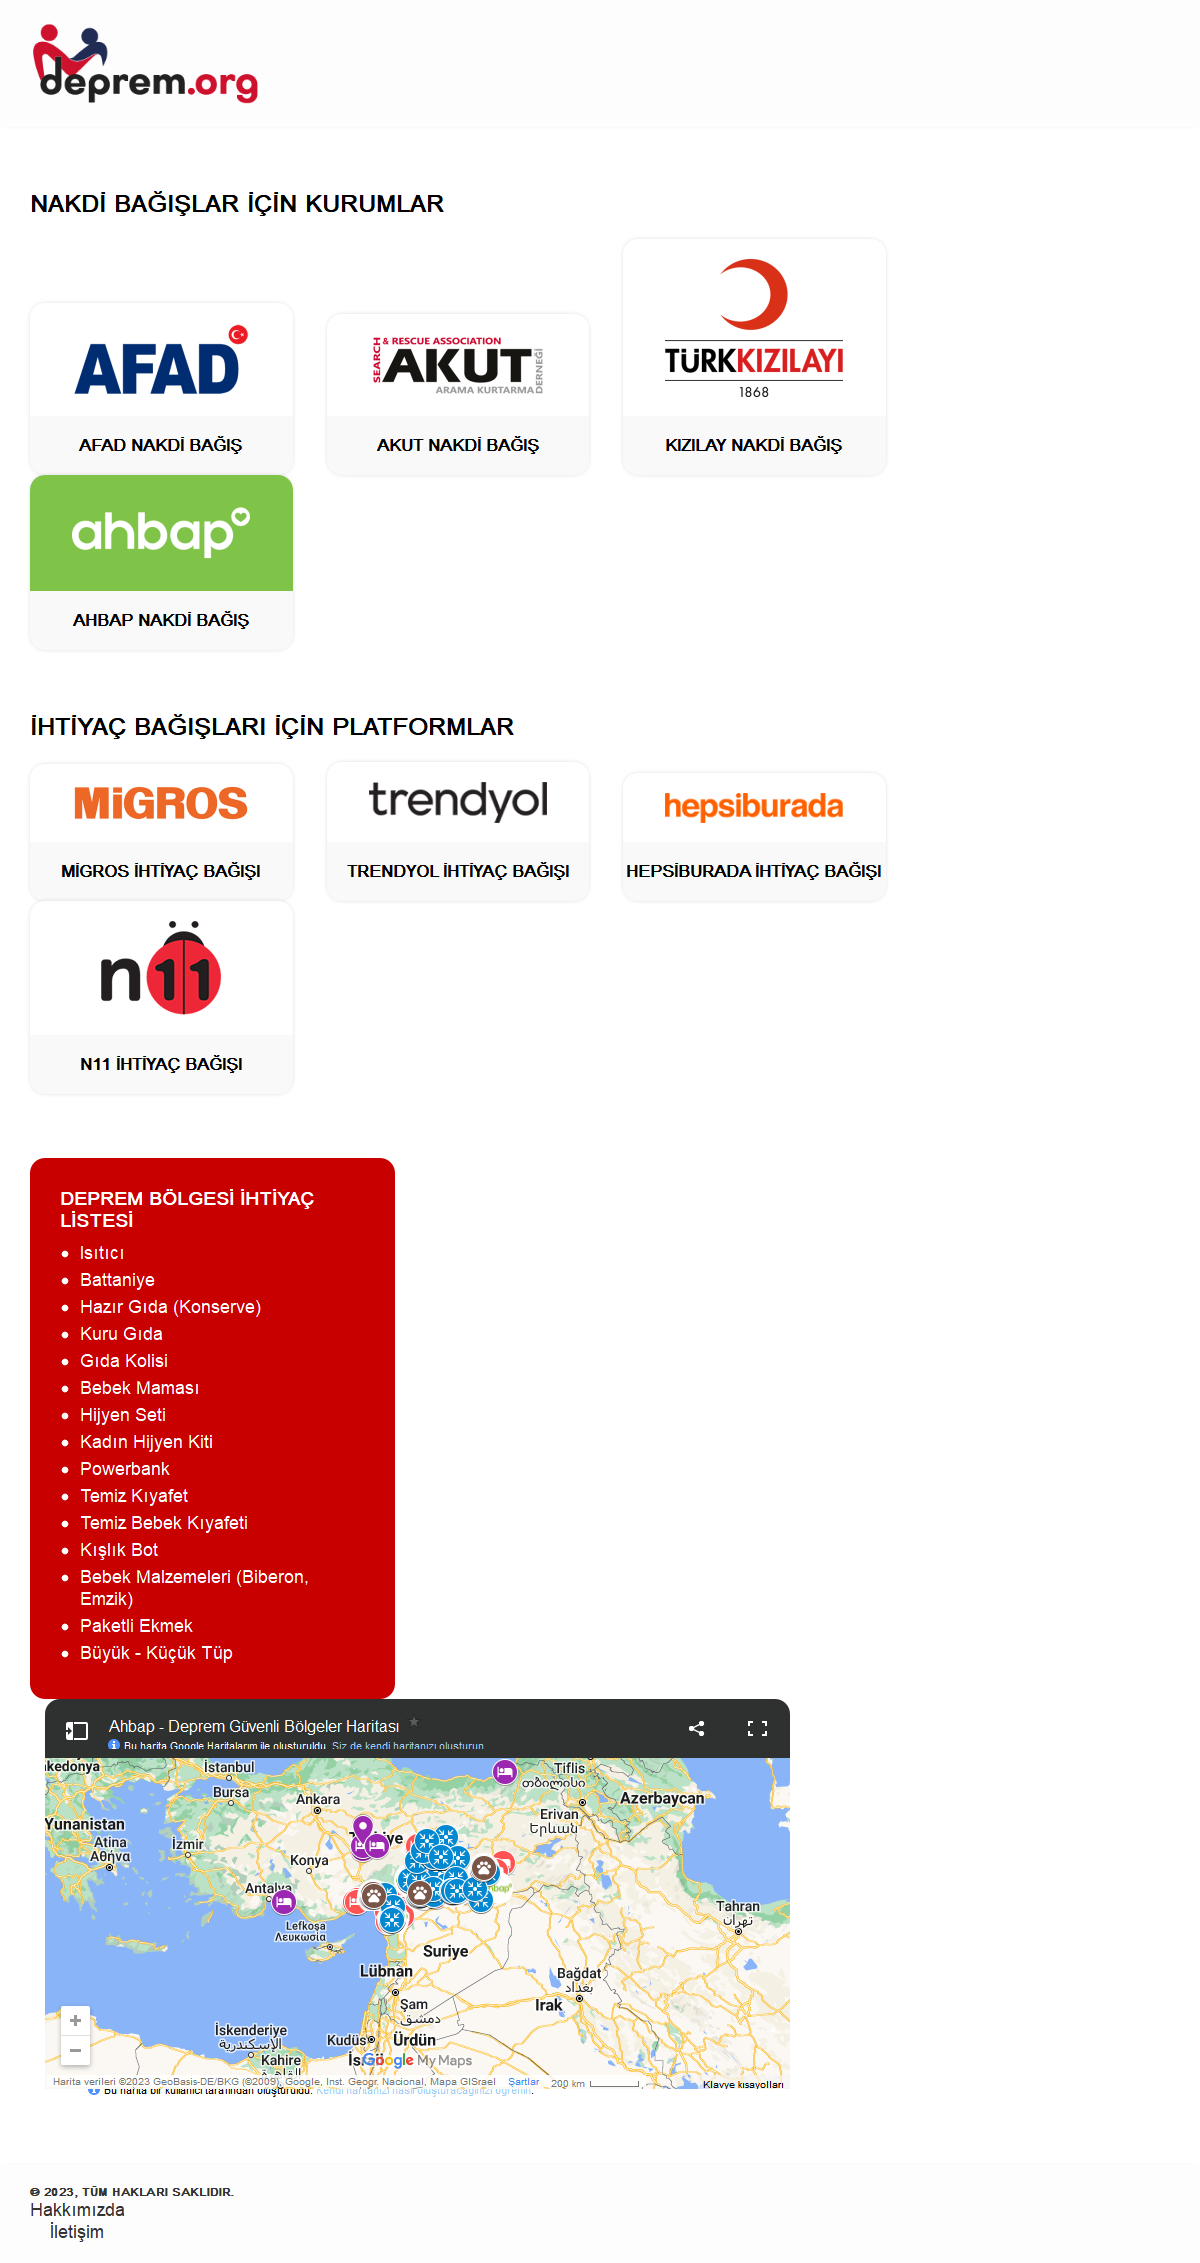 deprem.org
NAKDİ BAĞIŞLAR İÇİN KURUMLAR
AFAD
AFAD NAKDİ BAĞIŞ
SEARCH & RESCUE ASSOCIATION
AKUT
ARAMA KURTARMA DERNEĞİ
AKUT NAKDİ BAĞIŞ
TÜRKKIZILAYI
1868
KIZILAY NAKDİ BAĞIŞ
ahbap
AHBAP NAKDİ BAĞIŞ
İHTİYAÇ BAĞIŞLARI İÇİN PLATFORMLAR
MiGROS
MİGROS İHTİYAÇ BAĞIŞI
trendyol
TRENDYOL İHTİYAÇ BAĞIŞI
hepsiburada
HEPSİBURADA İHTİYAÇ BAĞIŞI
n11
N11 İHTİYAÇ BAĞIŞI
DEPREM BÖLGESİ İHTİYAÇ
LİSTESİ
Isıtıcı
Battaniye
Hazır Gıda (Konserve)
Kuru Gıda
Gıda Kolisi
Bebek Maması
Hijyen Seti
Kadın Hijyen Kiti
Powerbank
Temiz Kıyafet
Temiz Bebek Kıyafeti
Kışlık Bot
Bebek Malzemeleri (Biberon,
Emzik)
Paketli Ekmek
Büyük - Küçük Tüp
Ahbap - Deprem Güvenli Bölgeler Haritası
Bu harita Google Haritalarım ile oluşturuldu. Siz de kendi haritanızı oluşturun.
İstanbul
Tiflis
თბილისი
Bursa
Ankara
Azerbaycan
Erivan
Երևան
Yunanistan
Atina
Αθήνα
İzmir
Konya
Antalya
Lefkoşa
Λευκωσία
Tahran
تهران
Suriye
Lübnan
Bağdat
بغداد
Şam
دمشق
Irak
İskenderiye
الإسكندرية
Kudüs
Ürdün
Kahire
القاهرة
Google My Maps
Harita verileri ©2023 GeoBasis-DE/BKG (©2009), Google, Inst. Geogr. Nacional, Mapa GISrael
Şartlar
200 km
Klavye kısayolları
Bu harita bir kullanıcı tarafından oluşturuldu. Kendi haritanızı nasıl oluşturacağınızı öğrenin.
© 2023, TÜM HAKLARI SAKLIDIR.
Hakkımızda
İletişim